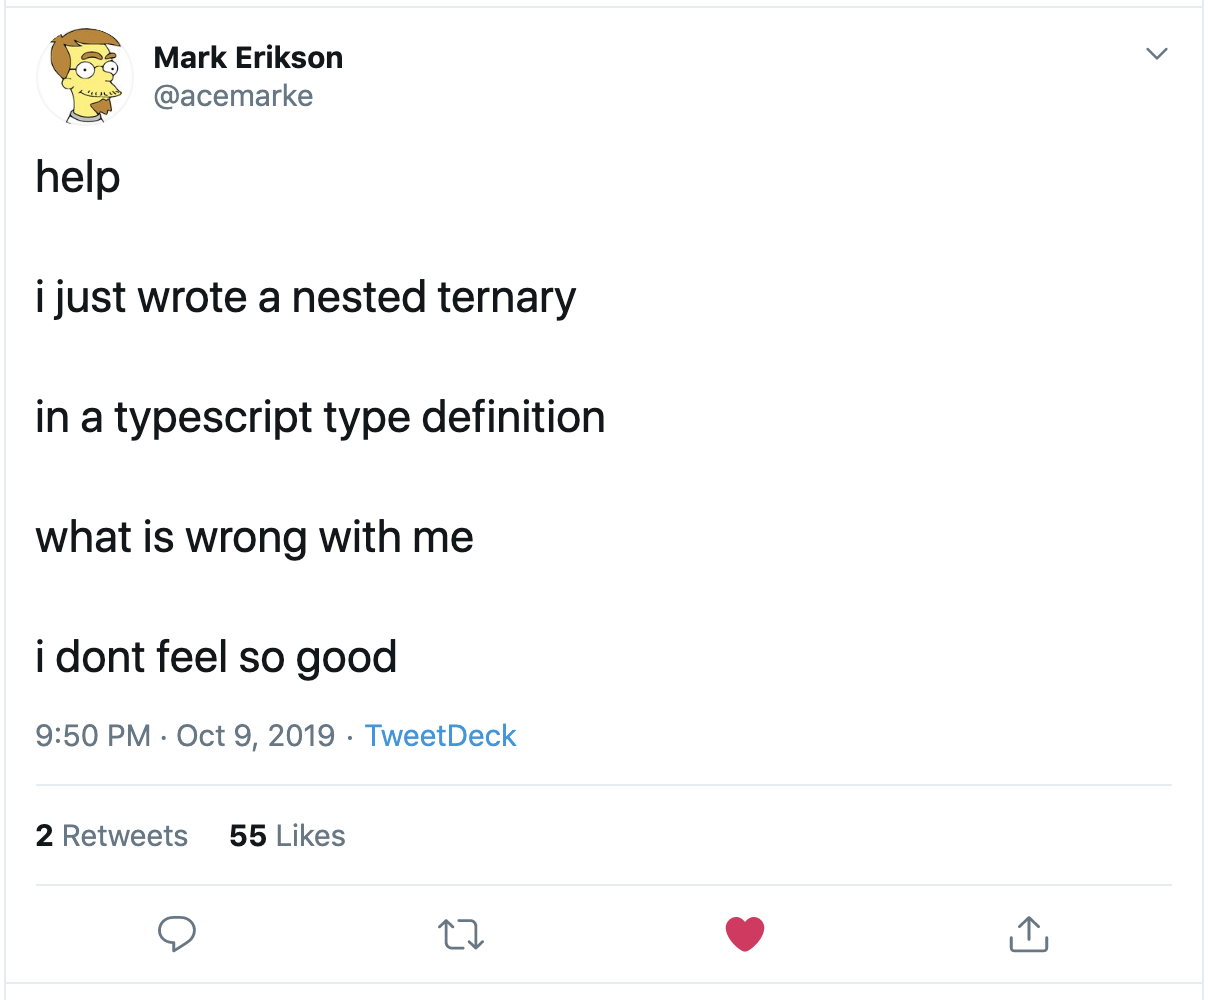 Mark Erikson
@acemarke
help
i just wrote a nested ternary
in a typescript type definition
what is wrong with me
i dont feel so good
9:50 PM · Oct 9, 2019 · TweetDeck
2 Retweets 55 Likes